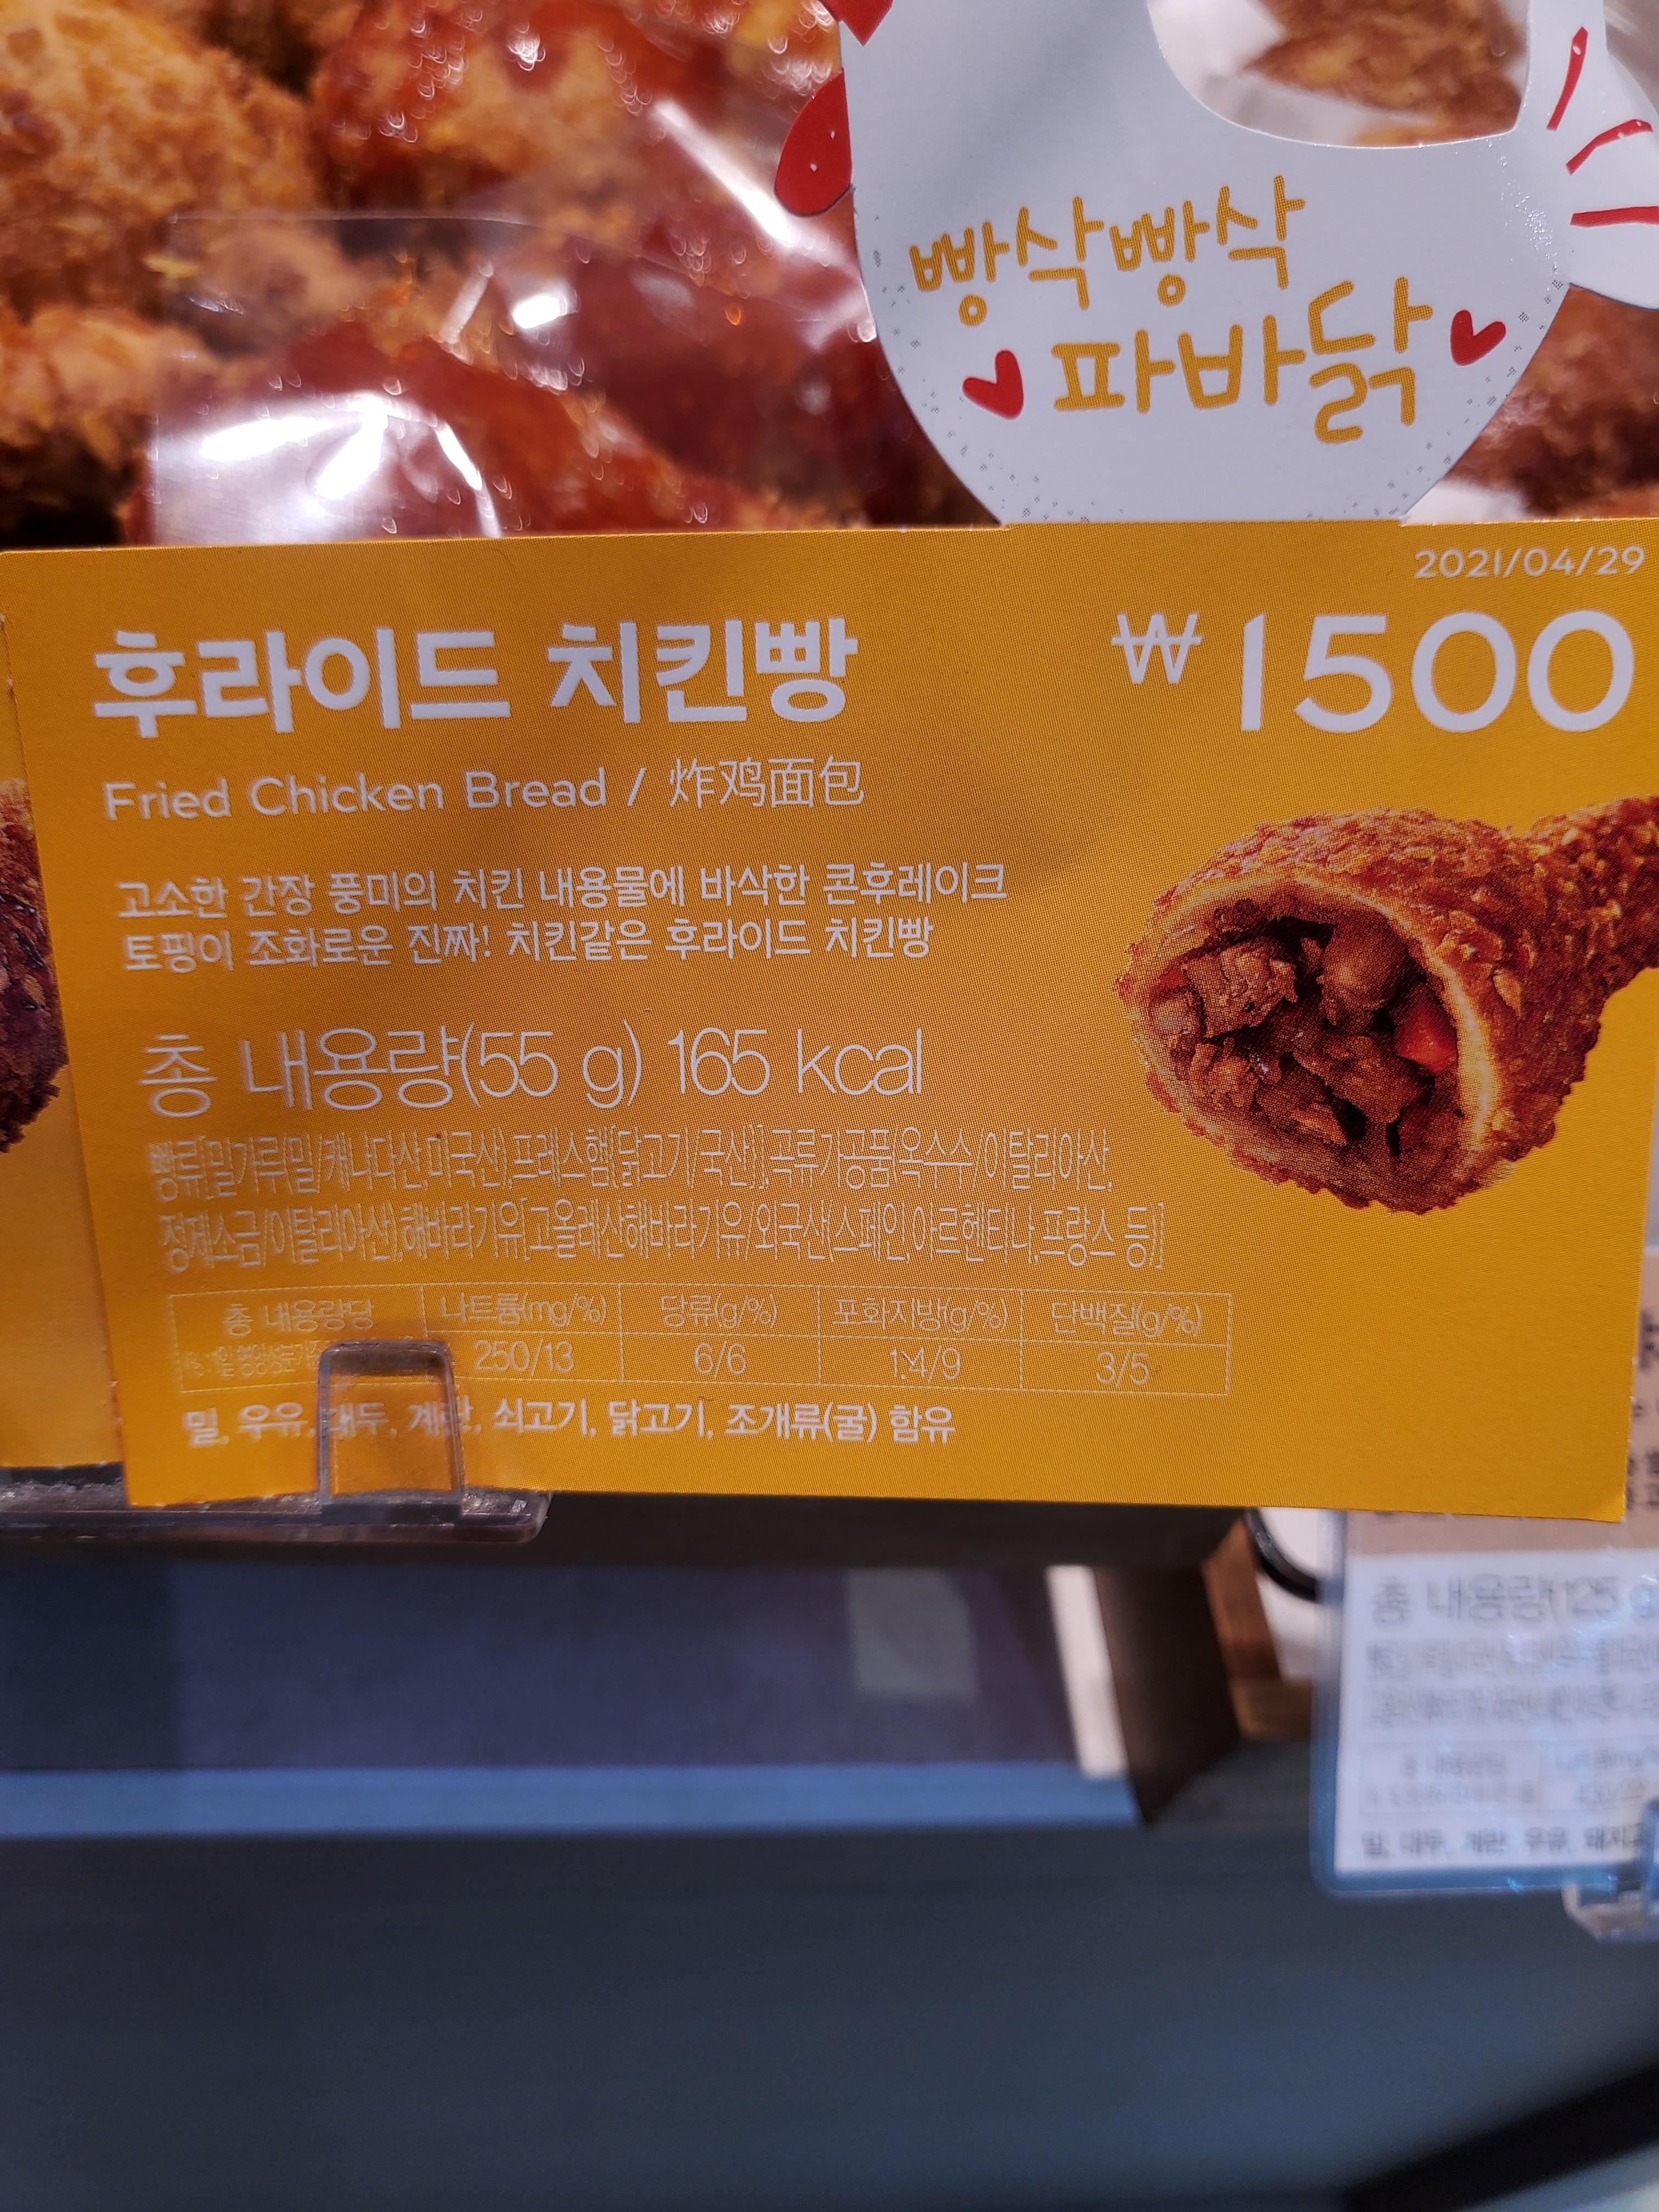 빵삭빵삭
파바닭
2021/04/29
후라이드 치킨빵
₩1500
Fried Chicken Bread / 炸鸡面包
고소한 간장 풍미의 치킨 내용물에 바삭한 콘후레이크
토핑이 조화로운 진짜! 치킨같은 후라이드 치킨빵
총 내용량(55 g) 165 kcal
빵류[밀가루(밀/캐나다산,미국산),프레스햄[닭고기/국산)],곡류가공품(옥수수/이탈리아산,
정제소금/이탈리아산),해바라기유[고올레산해바라기유/외국산(스페인,아르헨티나,프랑스 등)]
총 내용량당 나트륨(mg/%) 당류(g/%) 포화지방(g/%) 단백질(g/%)
250/13 6/6 1.4/9 3/5
밀, 우유, 대두, 계란, 쇠고기, 닭고기, 조개류(굴) 함유
총 내용량(125 g
밀, 대두, 계란, 우유,